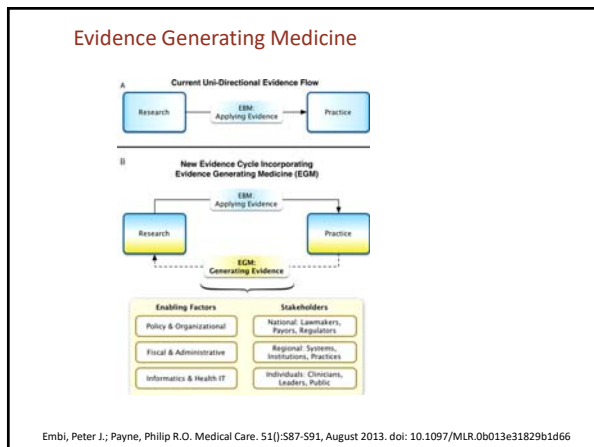 Evidence Generating Medicine
A
Current Uni-Directional Evidence Flow
Research
EBM:
Applying Evidence
Practice
B
New Evidence Cycle Incorporating
Evidence Generating Medicine (EGM)
EBM:
Applying Evidence
Research
Practice
EGM:
Generating Evidence
Enabling Factors
Stakeholders
Policy & Organizational
National: Lawmakers,
Payors, Regulators
Fiscal & Administrative
Regional: Systems,
Institutions, Practices
Informatics & Health IT
Individuals: Clinicians,
Leaders, Public
Embi, Peter J.; Payne, Philip R.O. Medical Care. 51():S87-S91, August 2013. doi: 10.1097/MLR.0b013e31829b1d66